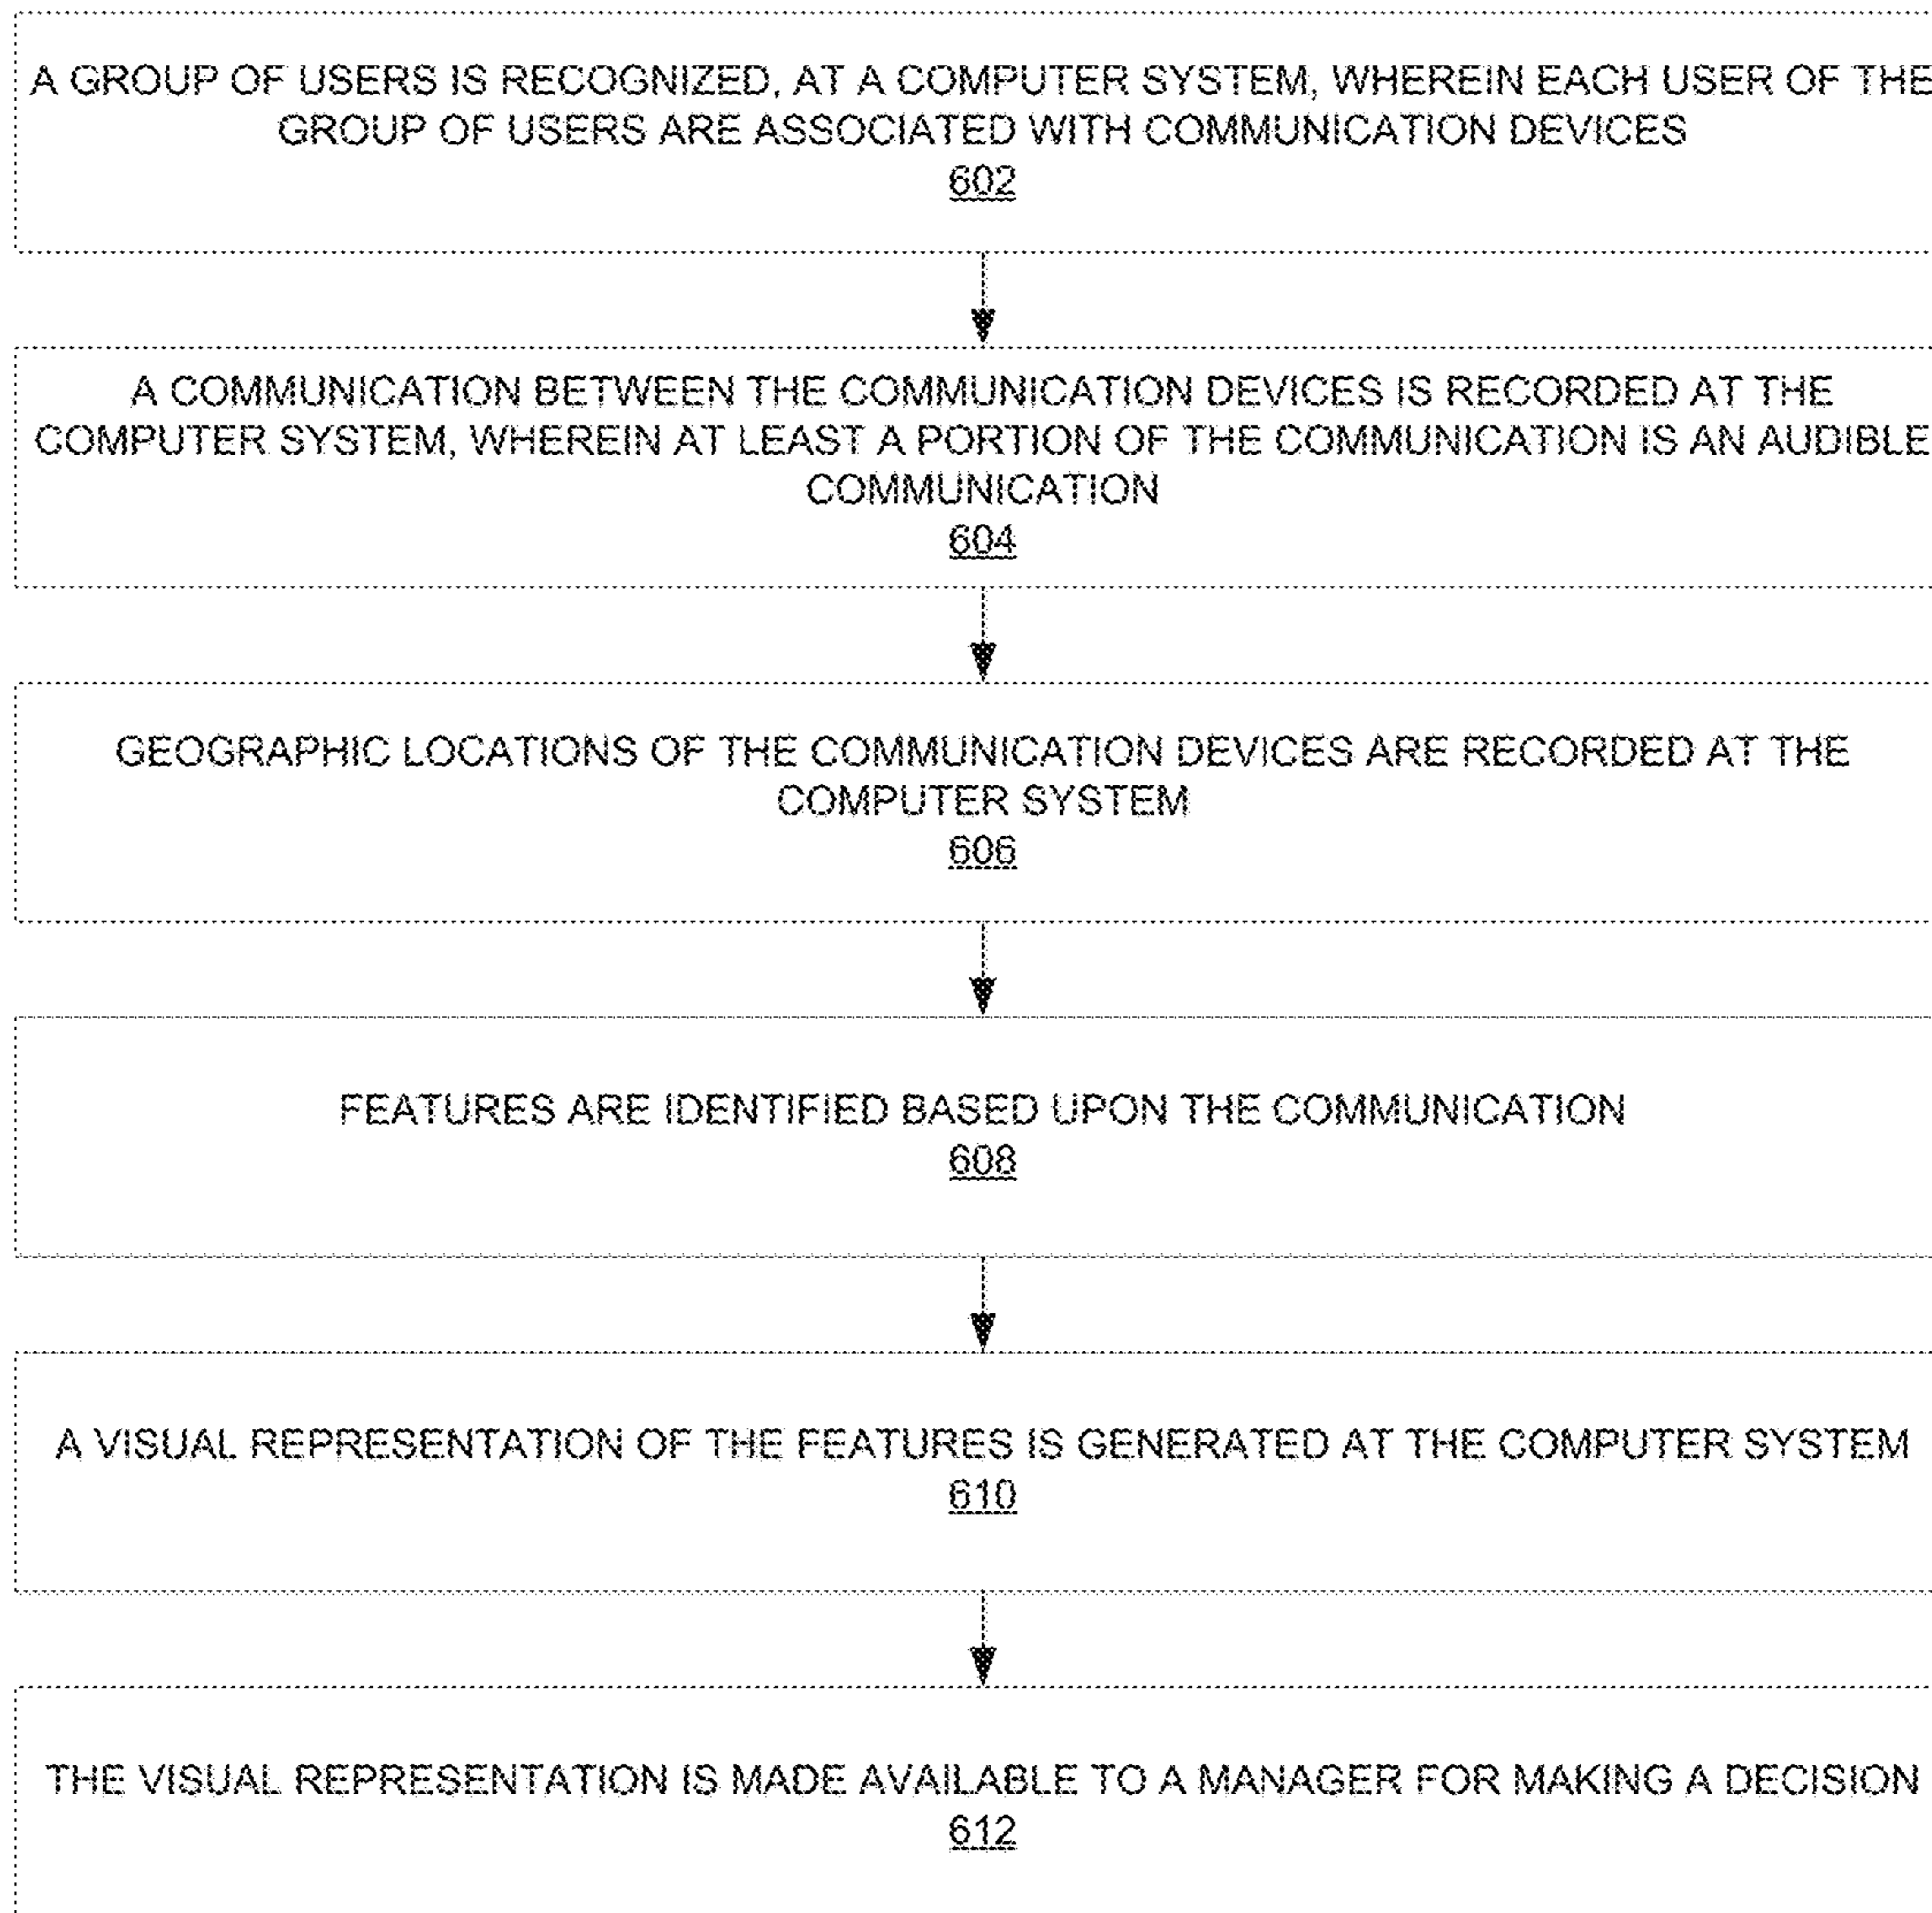 A GROUP OF USERS IS RECOGNIZED, AT A COMPUTER SYSTEM, WHEREIN EACH USER OF THE
GROUP OF USERS ARE ASSOCIATED WITH COMMUNICATION DEVICES
602
A COMMUNICATION BETWEEN THE COMMUNICATION DEVICES IS RECORDED AT THE
COMPUTER SYSTEM, WHEREIN AT LEAST A PORTION OF THE COMMUNICATION IS AN AUDIBLE
COMMUNICATION
604
GEOGRAPHIC LOCATIONS OF THE COMMUNICATION DEVICES ARE RECORDED AT THE
COMPUTER SYSTEM
606
FEATURES ARE IDENTIFIED BASED UPON THE COMMUNICATION
608
A VISUAL REPRESENTATION OF THE FEATURES IS GENERATED AT THE COMPUTER SYSTEM
610
THE VISUAL REPRESENTATION IS MADE AVAILABLE TO A MANAGER FOR MAKING A DECISION
612